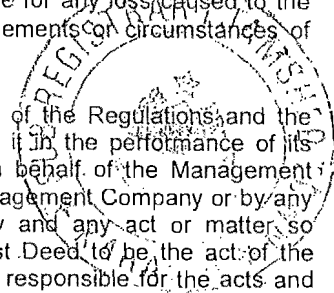 e for any loss caused to the
ements or circumstances of
of the Regulations and the
it in the performance of its
behalf of the Management
agement Company or by any
and any act or matter so
st Deed to be the act of the
responsible for the acts and